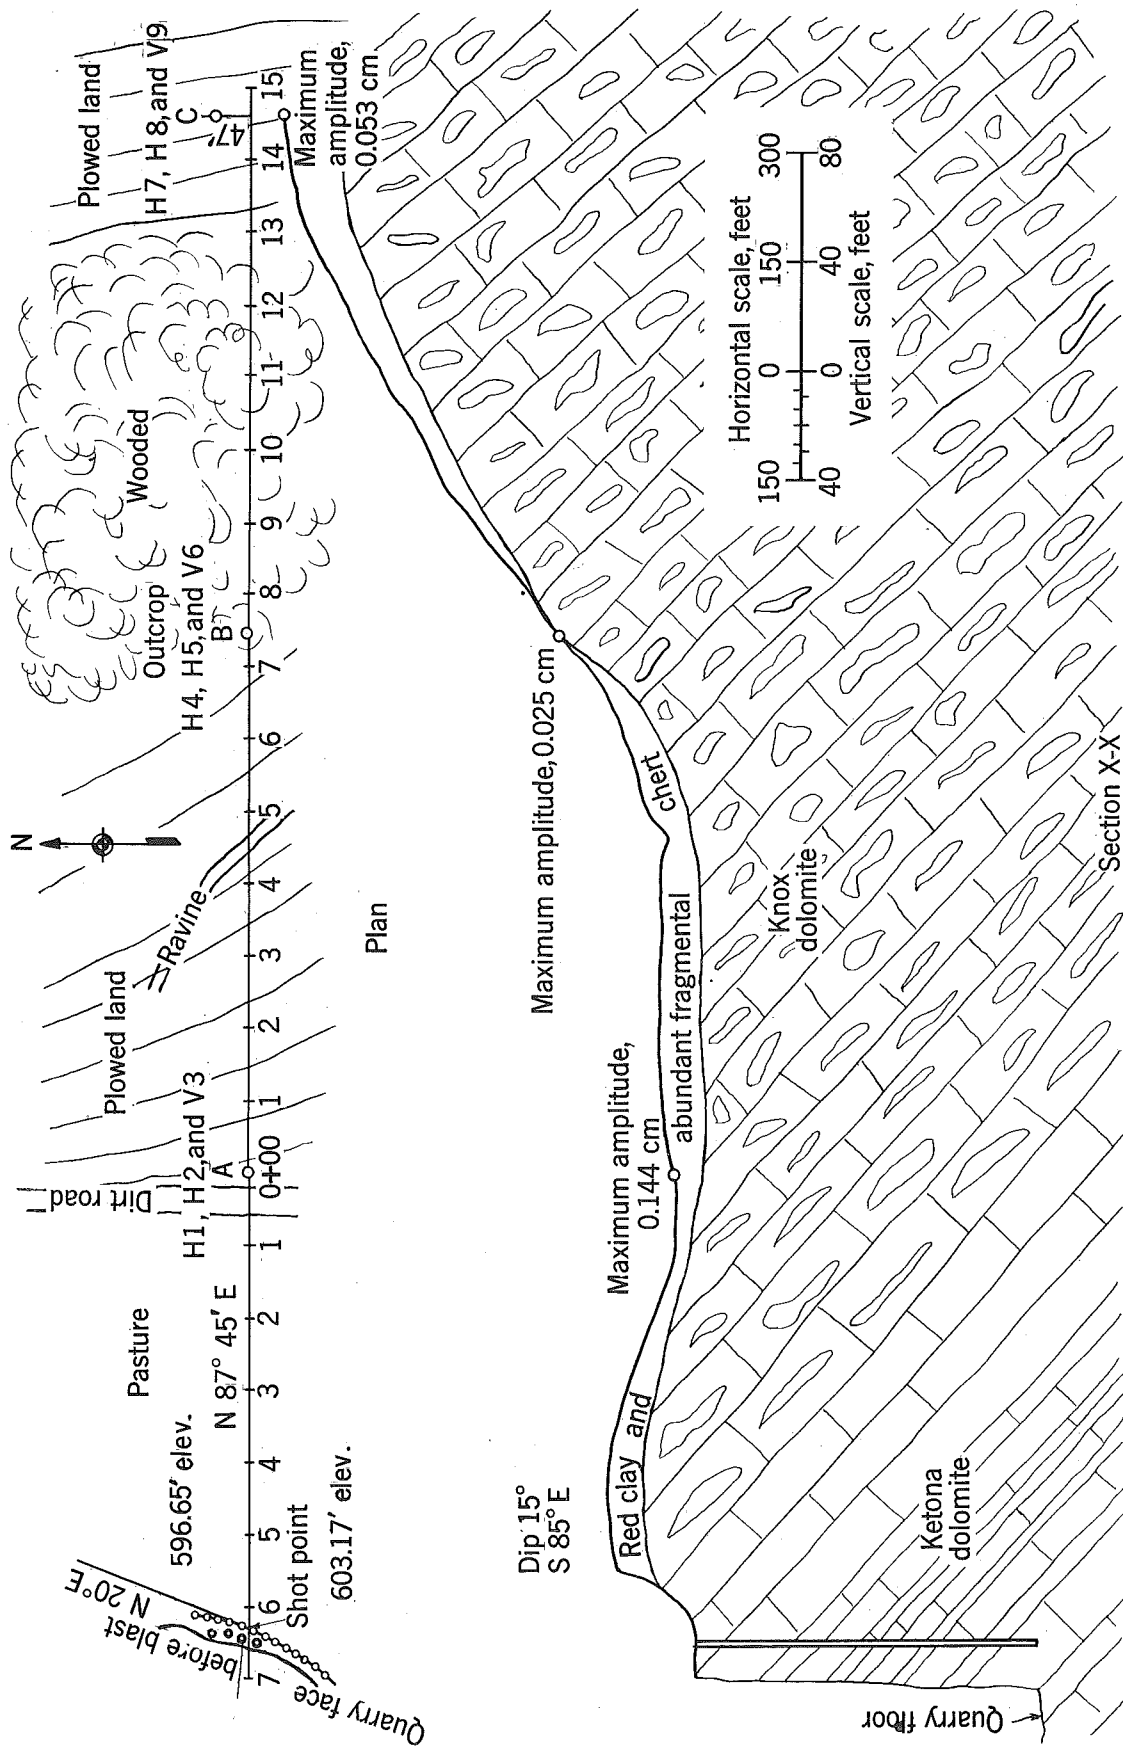 N
Plowed land
H7, H8, and V9
C
47'
Wooded
Outcrop
H4, H5, and V6
B
Ravine
Plowed land
H1, H2, and V3
A
Dirt road
Pasture
N 87° 45' E
596.65' elev.
N 20° E
Quarry face before blast
7 6 5 4 3 2 1 0+00 1 2 3 4 5 6 7 8 9 10 11 12 13 14 15
Shot point
603.17' elev.
Plan
Maximum
amplitude,
0.053 cm
Maximum amplitude, 0.025 cm
Maximum amplitude,
0.144 cm
Dip 15°
S 85° E
Red clay and
abundant fragmental
chert
Knox
dolomite
Ketona
dolomite
Quarry floor
Horizontal scale, feet
150 0 150 300
40 0 40 80
Vertical scale, feet
Section X-X